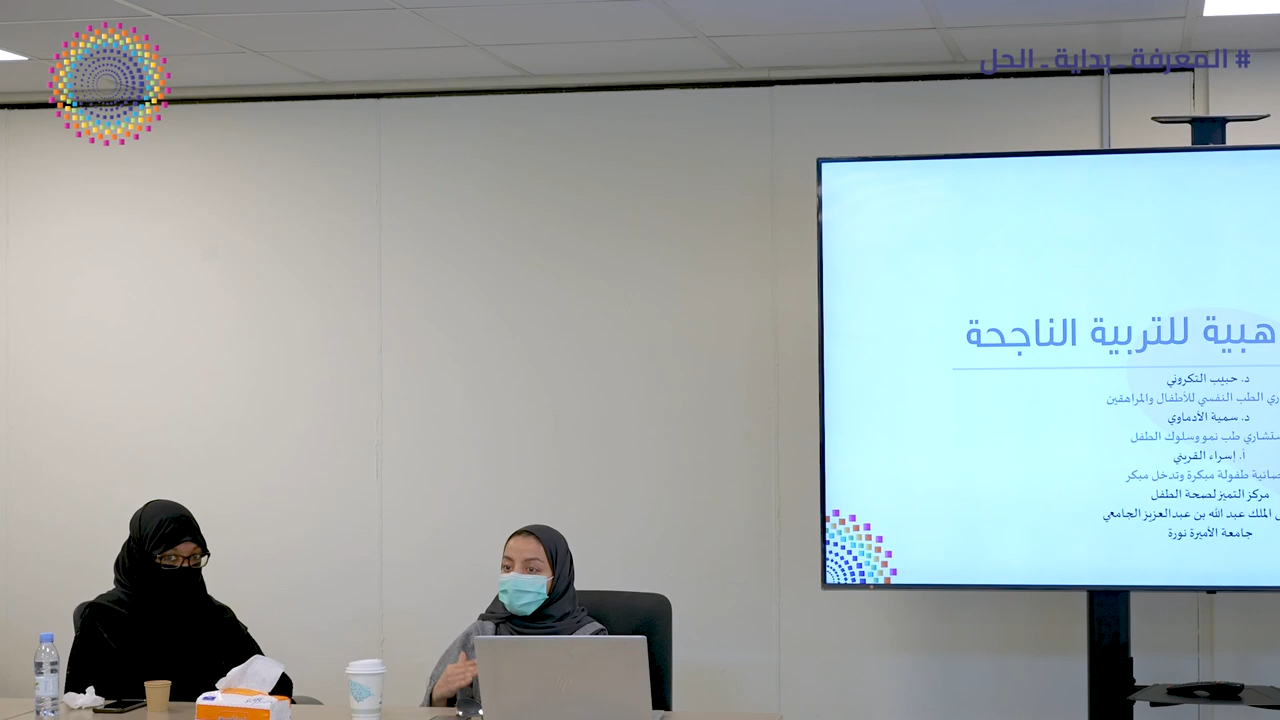 # المعرفة ـ بداية ـ الحل
هبية للتربية الناجحة
د. حبيب التكروني
ري الطب النفسي للأطفال والمراهقين
د. سمية الأدماوي
ستشاري طب نمو وسلوك الطفل
أ. إسراء القريني
صائية طفولة مبكرة وتدخل مبكر
مركز التميز لصحة الطفل
الملك عبد الله بن عبدالعزيز الجامعي
جامعة الأميرة نورة